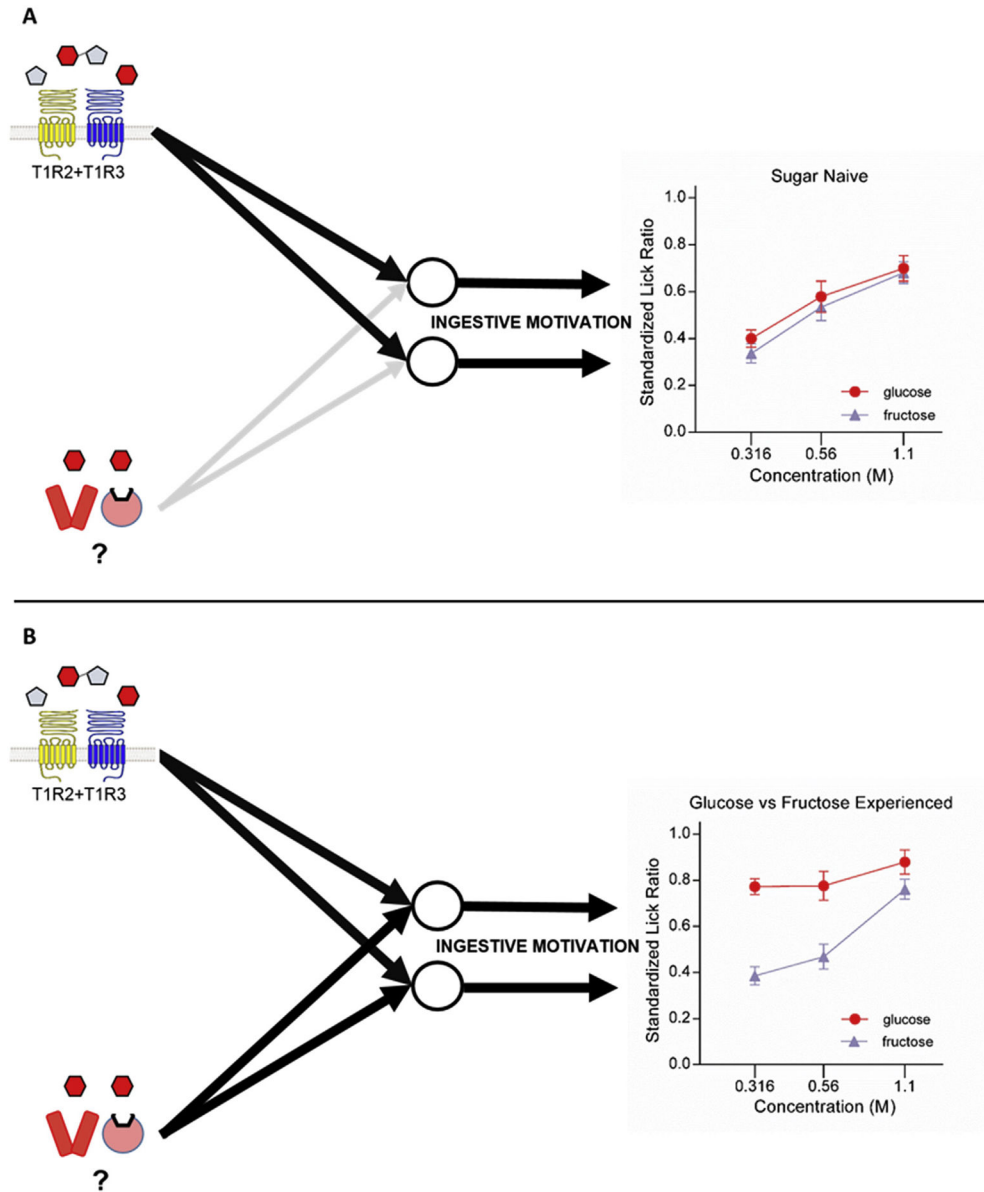 A
T1R2+T1R3
INGESTIVE MOTIVATION
?
Sugar Naive
Standardized Lick Ratio
1.0
0.8
0.6
0.4
0.2
0.0
glucose
fructose
0.316 0.56 1.1
Concentration (M)
B
T1R2+T1R3
INGESTIVE MOTIVATION
?
Glucose vs Fructose Experienced
Standardized Lick Ratio
1.0
0.8
0.6
0.4
0.2
0.0
glucose
fructose
0.316 0.56 1.1
Concentration (M)